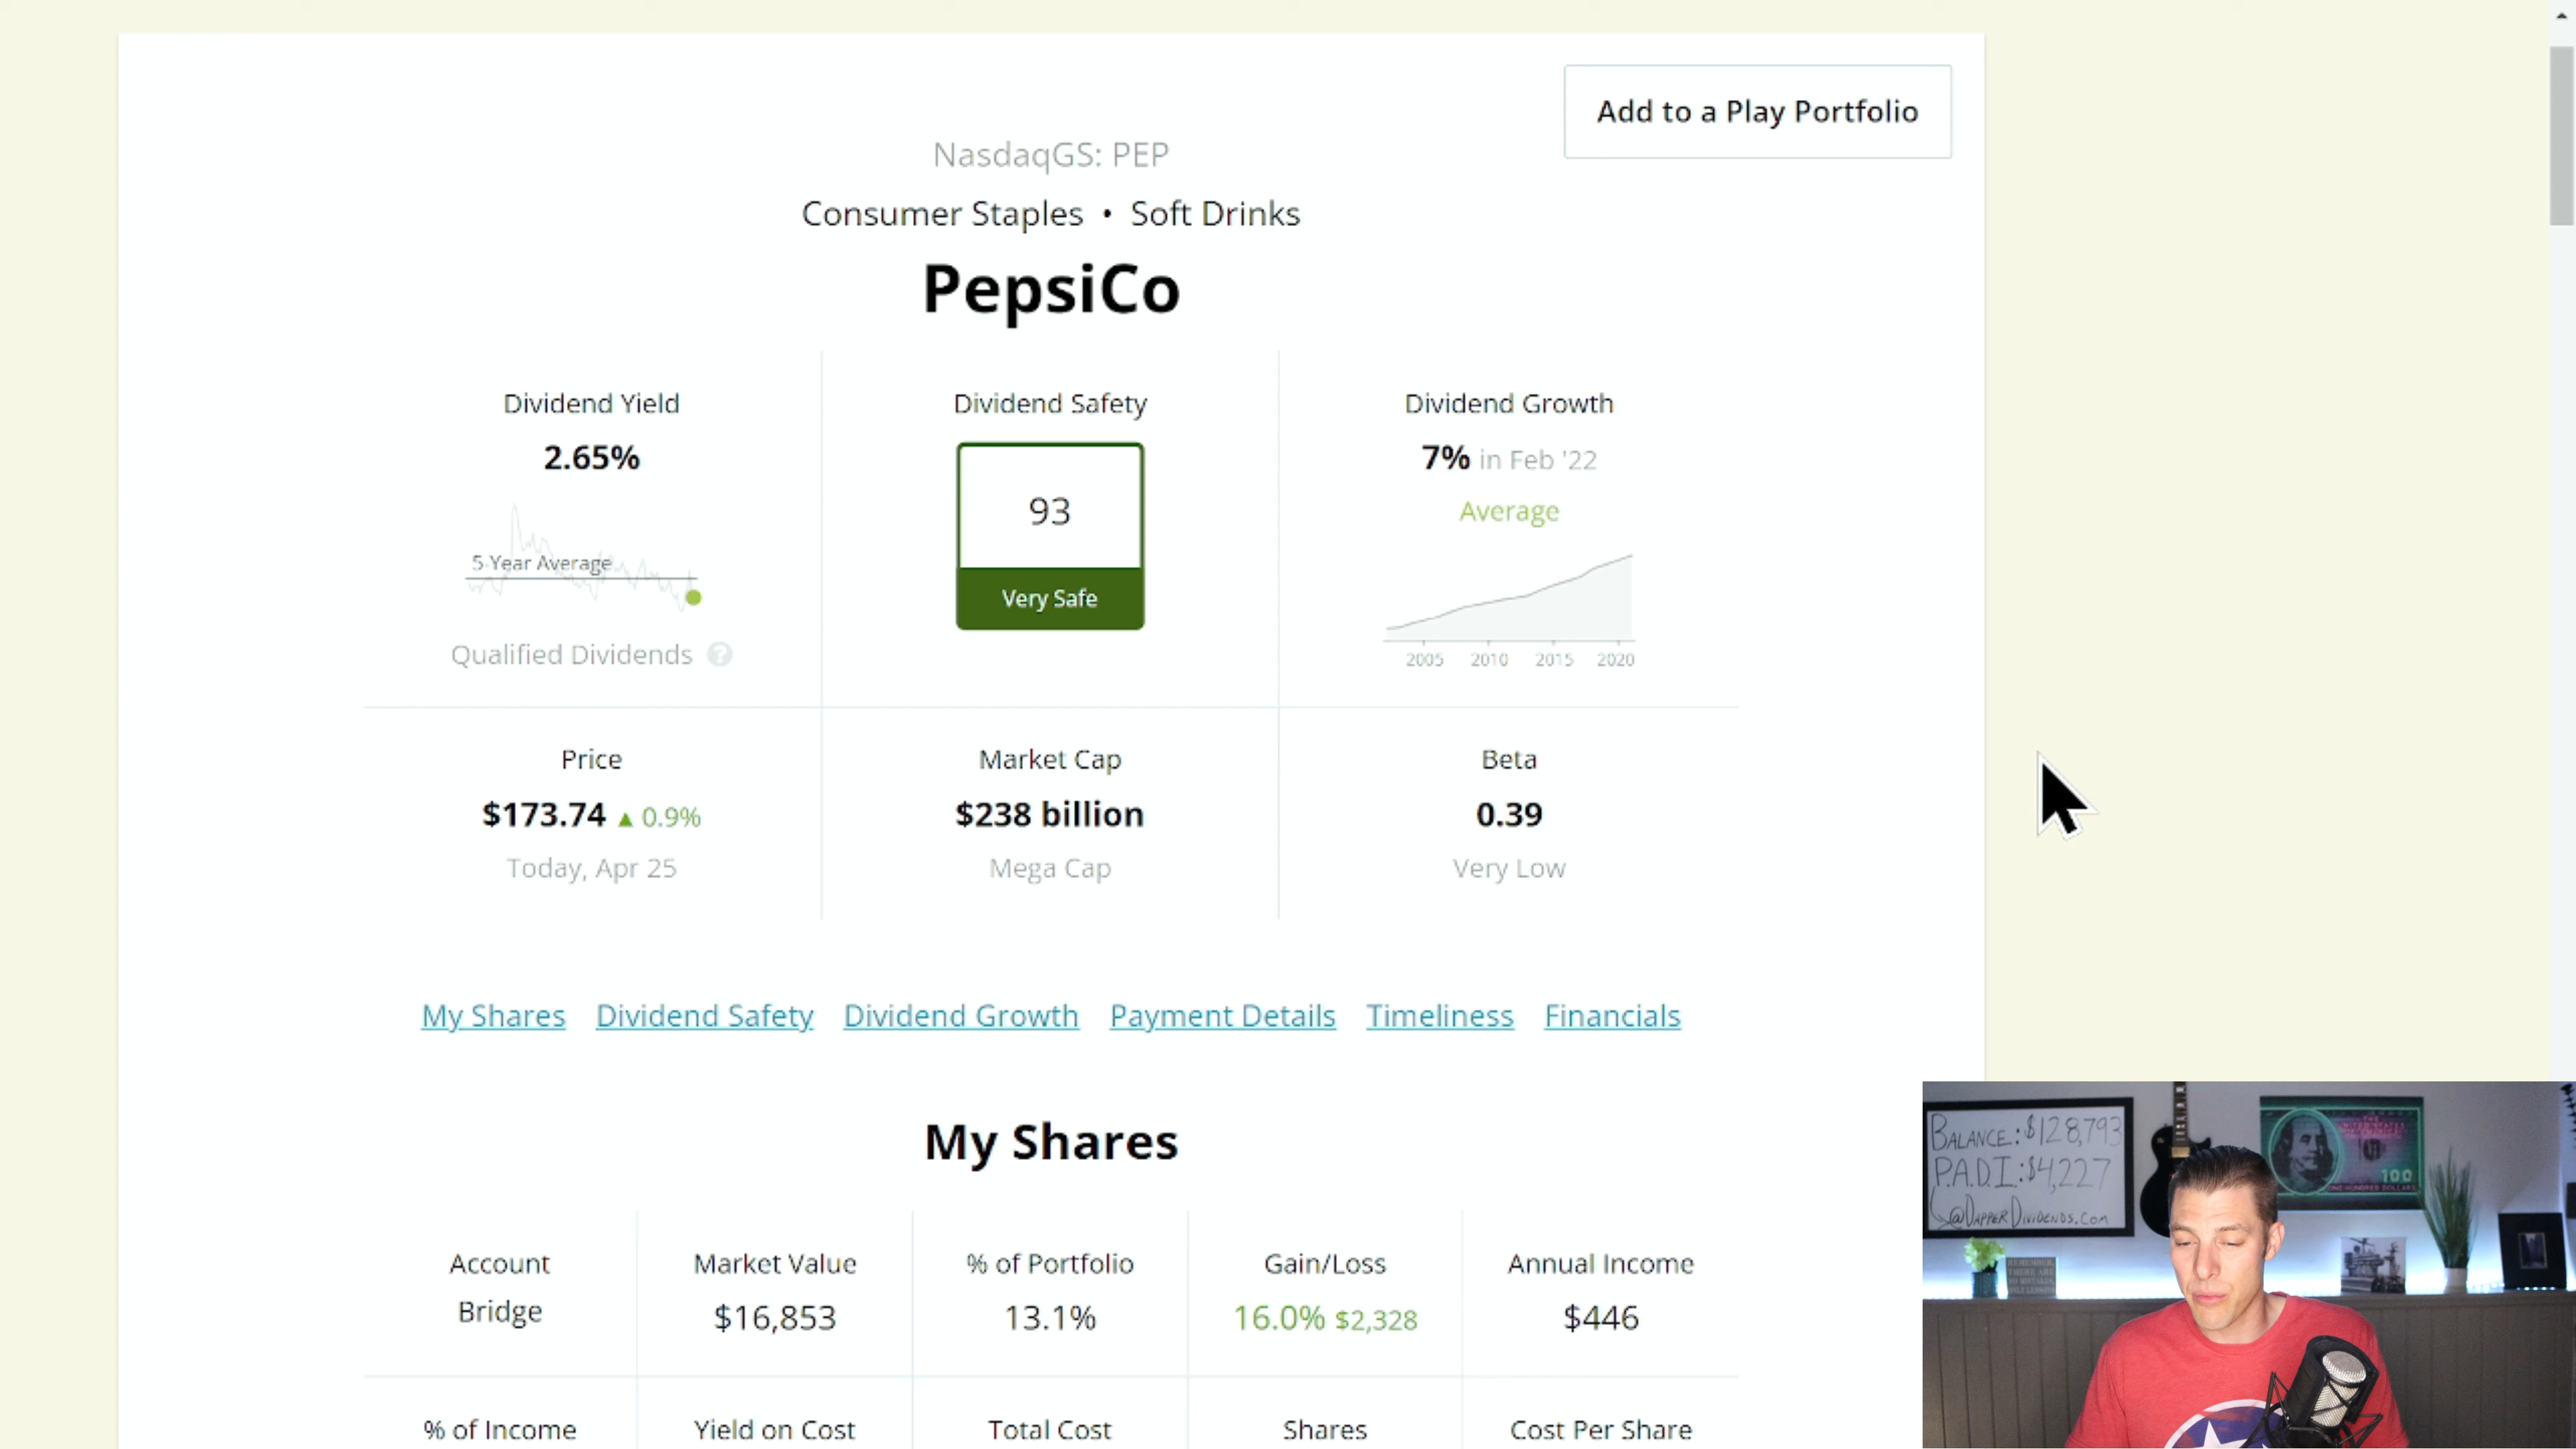 Add to a Play Portfolio
NasdaqGS: PEP
Consumer Staples • Soft Drinks
PepsiCo
Dividend Yield
2.65%
5-Year Average
Qualified Dividends ?
Dividend Safety
93
Very Safe
Dividend Growth
7% in Feb '22
Average
2005 2010 2015 2020
Price
$173.74 ▲ 0.9%
Today, Apr 25
Market Cap
$238 billion
Mega Cap
Beta
0.39
Very Low
My Shares Dividend Safety Dividend Growth Payment Details Timeliness Financials
My Shares
Account
Bridge
Market Value
$16,853
% of Portfolio
13.1%
Gain/Loss
16.0% $2,328
Annual Income
$446
% of Income
Yield on Cost
Total Cost
Shares
Cost Per Share
BALANCE: $128,793
P.A.D.I.: $4,227
@DAPPERDIVIDENDS.COM
100